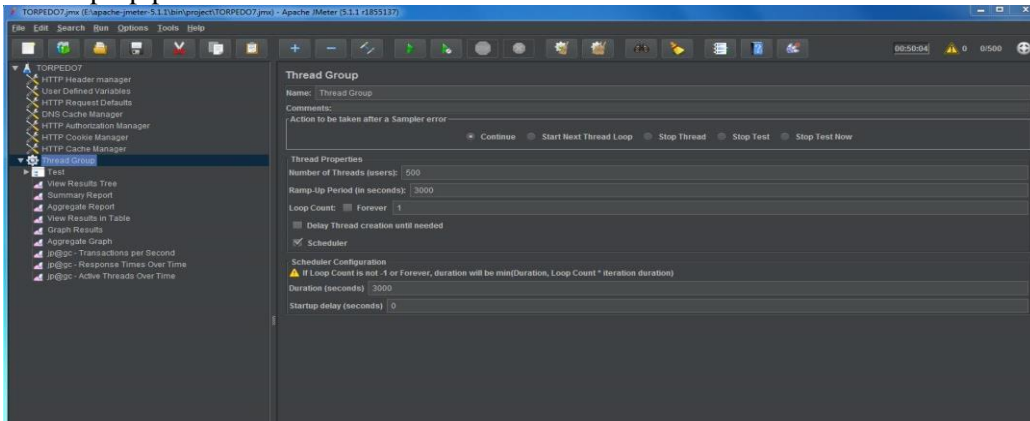 TORPEDO7.jmx (E:\apache-jmeter-5.1.1\bin\project\TORPEDO7.jmx) - Apache JMeter (5.1.1 r1855137)
File Edit Search Run Options Tools Help
00:50:04 0 0/500
TORPEDO7
HTTP Header manager
User Defined Variables
HTTP Request Defaults
DNS Cache Manager
HTTP Authorization Manager
HTTP Cookie Manager
HTTP Cache Manager
Thread Group
Test
View Results Tree
Summary Report
Aggregate Report
View Results in Table
Graph Results
Aggregate Graph
jp@gc - Transactions per Second
jp@gc - Response Times Over Time
jp@gc - Active Threads Over Time
Thread Group
Name: Thread Group
Comments:
Action to be taken after a Sampler error
Continue Start Next Thread Loop Stop Thread Stop Test Stop Test Now
Thread Properties
Number of Threads (users): 500
Ramp-Up Period (in seconds): 3000
Loop Count: Forever 1
Delay Thread creation until needed
Scheduler
Scheduler Configuration
If Loop Count is not -1 or Forever, duration will be min(Duration, Loop Count * iteration duration)
Duration (seconds) 3000
Startup delay (seconds) 0